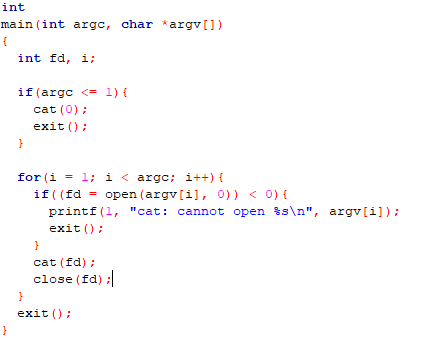 int
main(int argc, char *argv[])
{
  int fd, i;

  if(argc <= 1){
    cat(0);
    exit();
  }

  for(i = 1; i < argc; i++){
    if((fd = open(argv[i], 0)) < 0){
      printf(1, "cat: cannot open %s\n", argv[i]);
      exit();
    }
    cat(fd);
    close(fd);
  }
  exit();
}